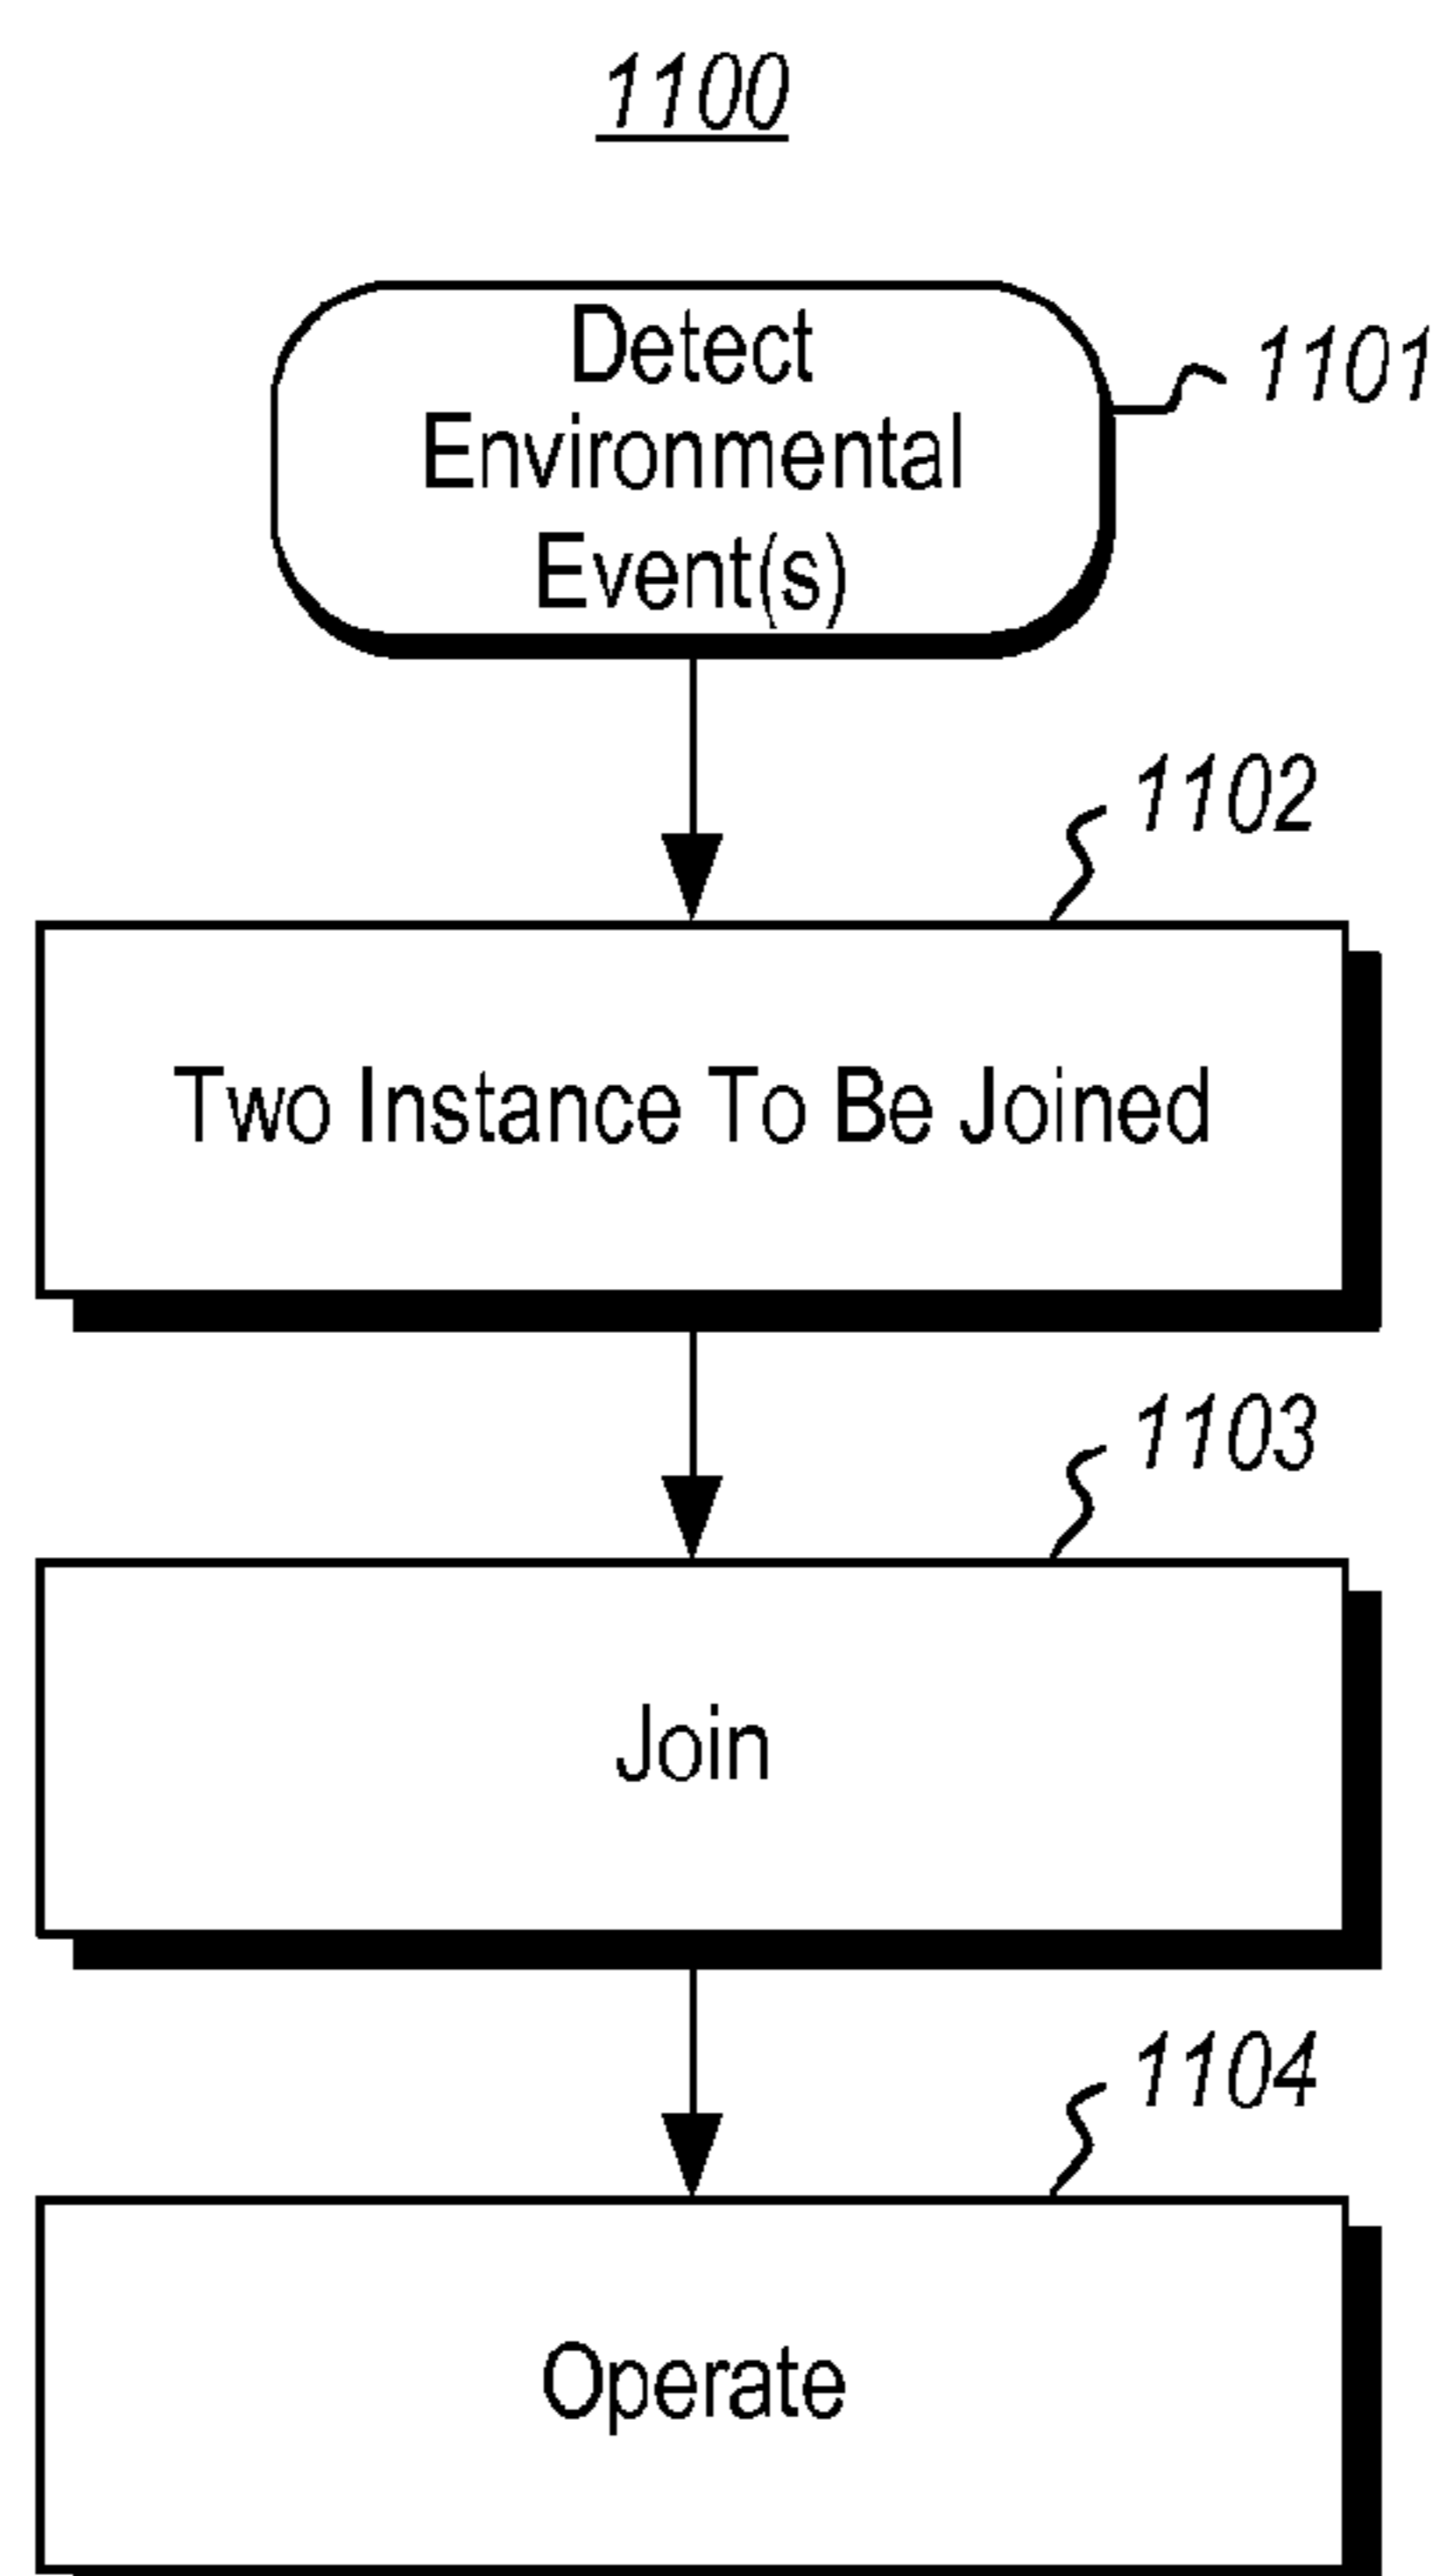 1100
Detect
Environmental
Event(s)
1101
1102
Two Instance To Be Joined
1103
Join
1104
Operate